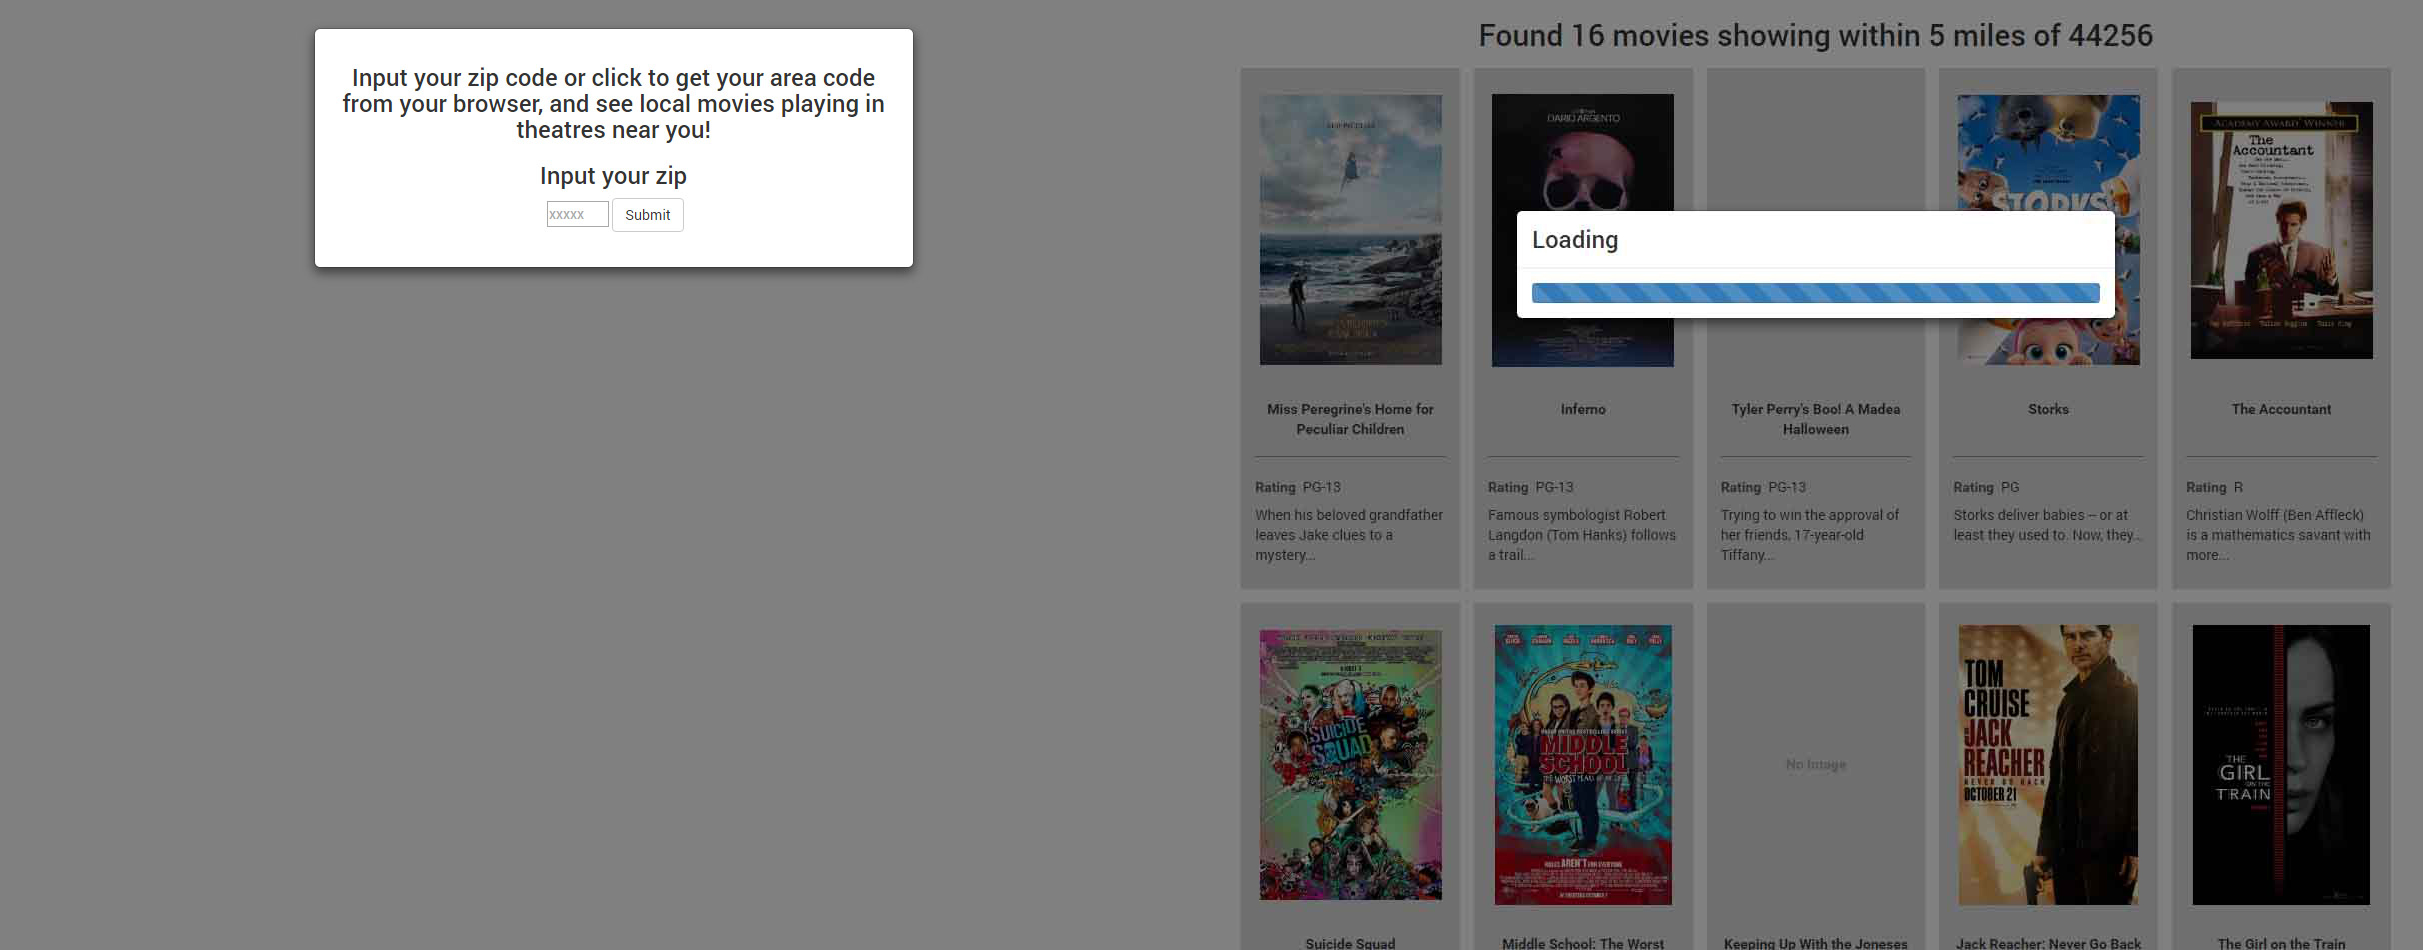 Input your zip code or click to get your area code
from your browser, and see local movies playing in
theatres near you!
Input your zip
xxxxx Submit
Found 16 movies showing within 5 miles of 44256
DARIO ARGENTO
STORKS
ACADEMY AWARD WINNER
The
Accountant
Loading
Miss Peregrine's Home for
Peculiar Children
Inferno
Tyler Perry's Boo! A Madea
Halloween
Storks
The Accountant
Rating PG-13
When his beloved grandfather
leaves Jake clues to a
mystery...
Rating PG-13
Famous symbologist Robert
Langdon (Tom Hanks) follows
a trail...
Rating PG-13
Trying to win the approval of
her friends, 17-year-old
Tiffany...
Rating PG
Storks deliver babies -- or at
least they used to. Now, they...
Rating R
Christian Wolff (Ben Affleck)
is a mathematics savant with
more...
SUICIDE
SQUAD
MIDDLE
SCHOOL
THE WORST YEARS OF MY LIFE
No Image
TOM
CRUISE
JACK
REACHER
NEVER GO BACK
OCTOBER 21
THE
GIRL
ON THE
TRAIN
Suicide Squad
Middle School: The Worst
Keeping Up With the Joneses
Jack Reacher: Never Go Back
The Girl on the Train